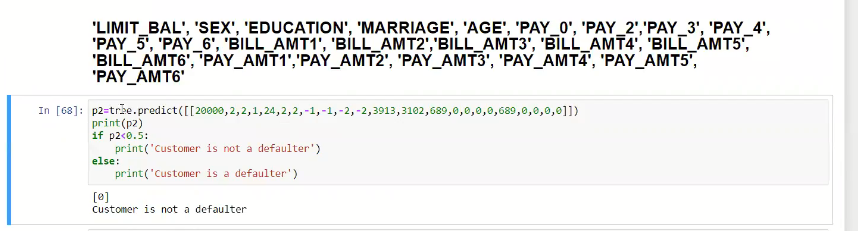 'LIMIT_BAL', 'SEX', 'EDUCATION', 'MARRIAGE', 'AGE', 'PAY_0', 'PAY_2','PAY_3', 'PAY_4',
'PAY_5', 'PAY_6', 'BILL_AMT1', 'BILL_AMT2','BILL_AMT3', 'BILL_AMT4', 'BILL_AMT5',
'BILL_AMT6', 'PAY_AMT1','PAY_AMT2', 'PAY_AMT3', 'PAY_AMT4', 'PAY_AMT5',
'PAY_AMT6'
In [68]: p2=tree.predict([[20000,2,2,1,24,2,2,-1,-1,-2,-2,3913,3102,689,0,0,0,0,689,0,0,0,0]])
print(p2)
if p2<0.5:
print('Customer is not a defaulter')
else:
print('Customer is a defaulter')
[0]
Customer is not a defaulter